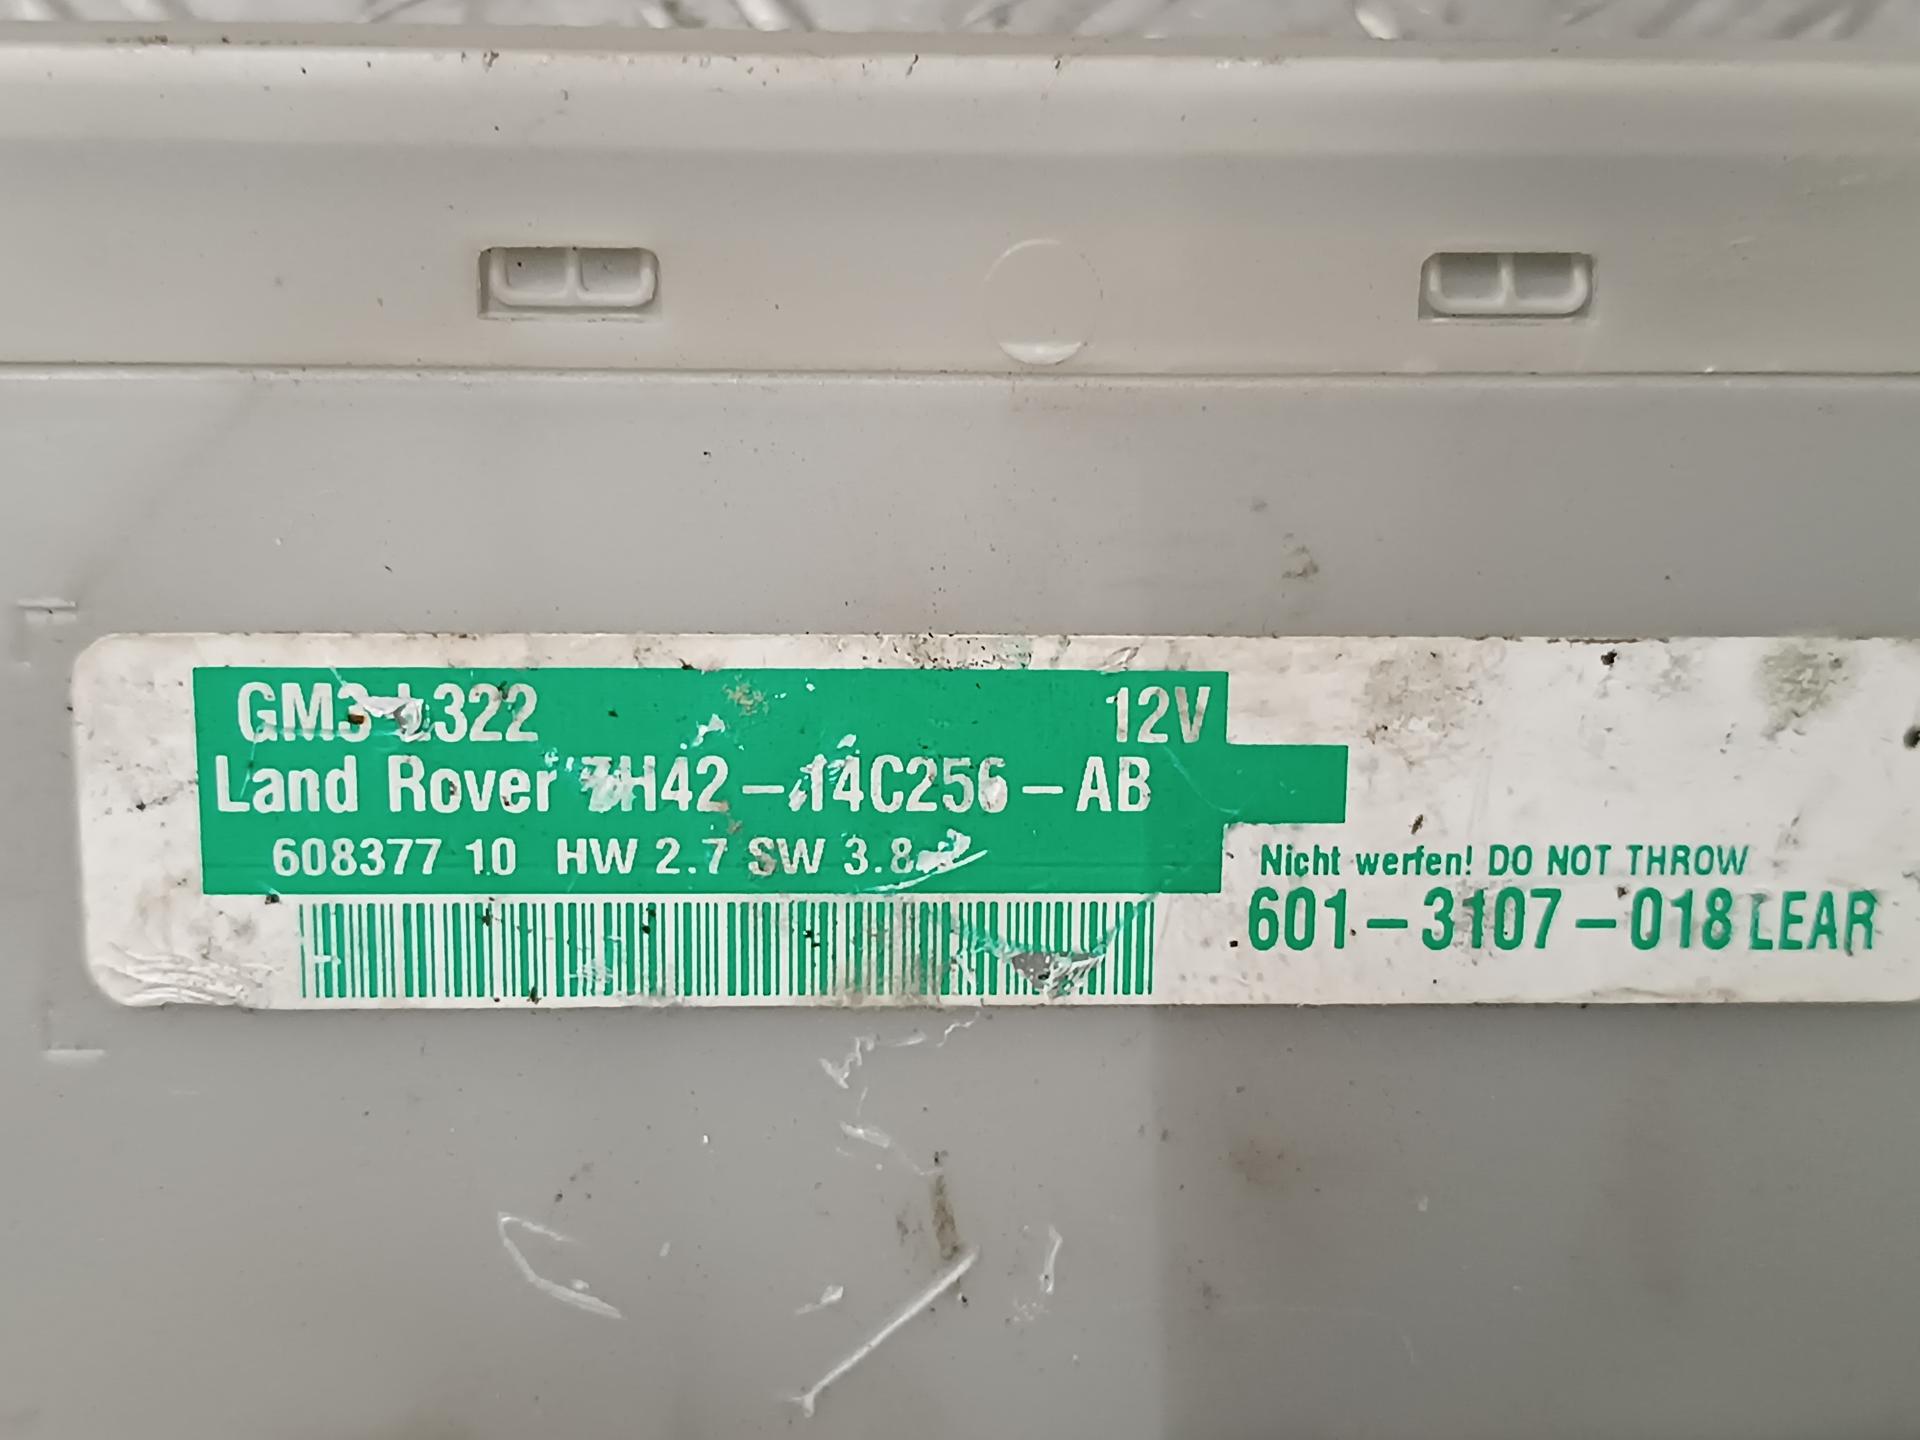 GM3-L322 12V
Land Rover 7H42-14C256-AB
608377 10 HW 2.7 SW 3.8
Nicht werfen! DO NOT THROW
601-3107-018 LEAR